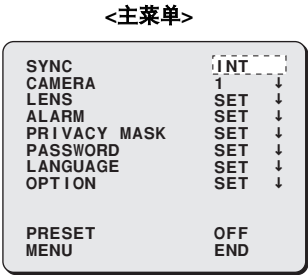 <主菜单>
SYNC INT
CAMERA 1 ↓
LENS SET ↓
ALARM SET ↓
PRIVACY MASK SET ↓
PASSWORD SET ↓
LANGUAGE SET ↓
OPTION SET ↓
PRESET OFF
MENU END